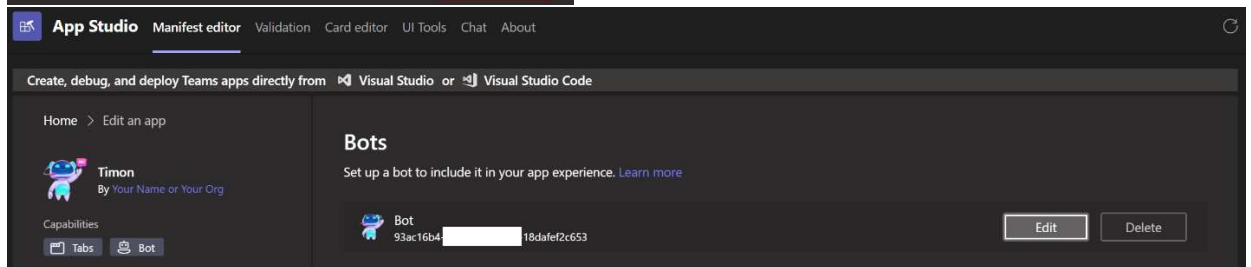 App Studio Manifest editor Validation Card editor UI Tools Chat About
Create, debug, and deploy Teams apps directly from Visual Studio or Visual Studio Code
Home > Edit an app
Timon
By Your Name or Your Org
Capabilities
Tabs Bot
Bots
Set up a bot to include it in your app experience. Learn more
Bot
93ac16b4- -18dafef2c653
Edit Delete